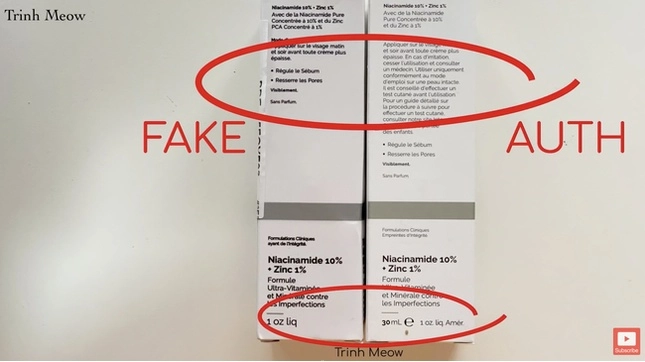 Trinh Meow
Niacinamide 10% + Zinc 1%
Avec de la Niacinamide Pure
Concentrée à 10% et du Zinc
PCA Concentré à 1%
Appliquer sur le visage matin
et soir avant toute crème plus
épaisse.
• Régule le Sébum
• Resserre les Pores
Visiblement.
Sans Parfum.
FAKE
Formulations Cliniques
ayant de l'Intégrité.
Niacinamide 10%
+ Zinc 1%
Formule
Ultra-Vitaminée
et Minérale contre
les Imperfections
1 oz liq
Niacinamide 10% + Zinc 1%
Avec de la Niacinamide Pure
Concentrée à 10% et du Zinc
à 1%
Appliquer sur le visage matin
et soir avant toute crème plus
épaisse. En cas d'irritation,
cesser l'utilisation et consulter
un médecin. Utiliser uniquement
conformément au mode
d'emploi sur une peau intacte.
Il est conseillé d'effectuer un
test cutané avant l'utilisation.
Pour un guide détaillé sur
la procédure à suivre pour
effectuer un test cutané,
consulter notre
des enfants.
• Régule le Sébum
• Resserre les Pores
Visiblement.
Sans Parfum.
AUTH
Formulations Cliniques
Empreintes d'Intégrité.
Niacinamide 10%
+ Zinc 1%
Formule
Ultra-Vitaminée
et Minérale contre
les Imperfections
30 mL ℮ 1 oz. liq. Amér.
Subscribe
Trinh Meow